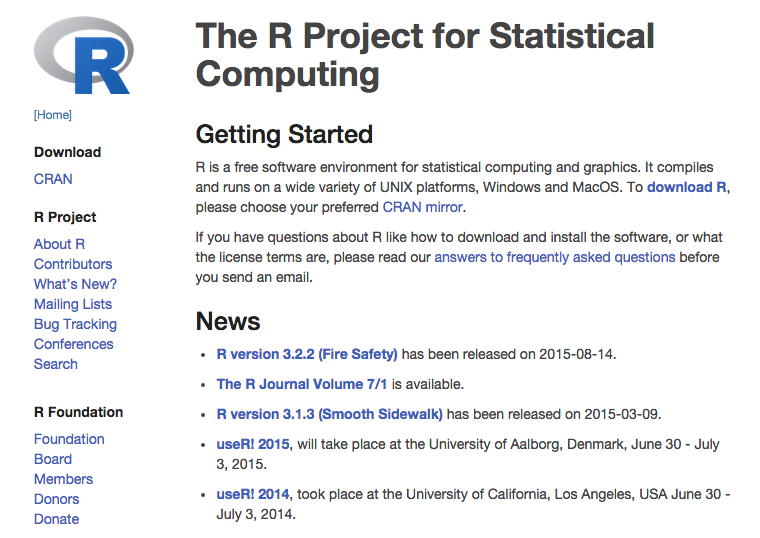 R
[Home]
Download
CRAN
R Project
About R
Contributors
What's New?
Mailing Lists
Bug Tracking
Conferences
Search
R Foundation
Foundation
Board
Members
Donors
Donate
The R Project for Statistical
Computing
Getting Started
R is a free software environment for statistical computing and graphics. It compiles
and runs on a wide variety of UNIX platforms, Windows and MacOS. To download R,
please choose your preferred CRAN mirror.
If you have questions about R like how to download and install the software, or what
the license terms are, please read our answers to frequently asked questions before
you send an email.
News
• R version 3.2.2 (Fire Safety) has been released on 2015-08-14.
• The R Journal Volume 7/1 is available.
• R version 3.1.3 (Smooth Sidewalk) has been released on 2015-03-09.
• useR! 2015, will take place at the University of Aalborg, Denmark, June 30 - July
3, 2015.
• useR! 2014, took place at the University of California, Los Angeles, USA June 30 -
July 3, 2014.